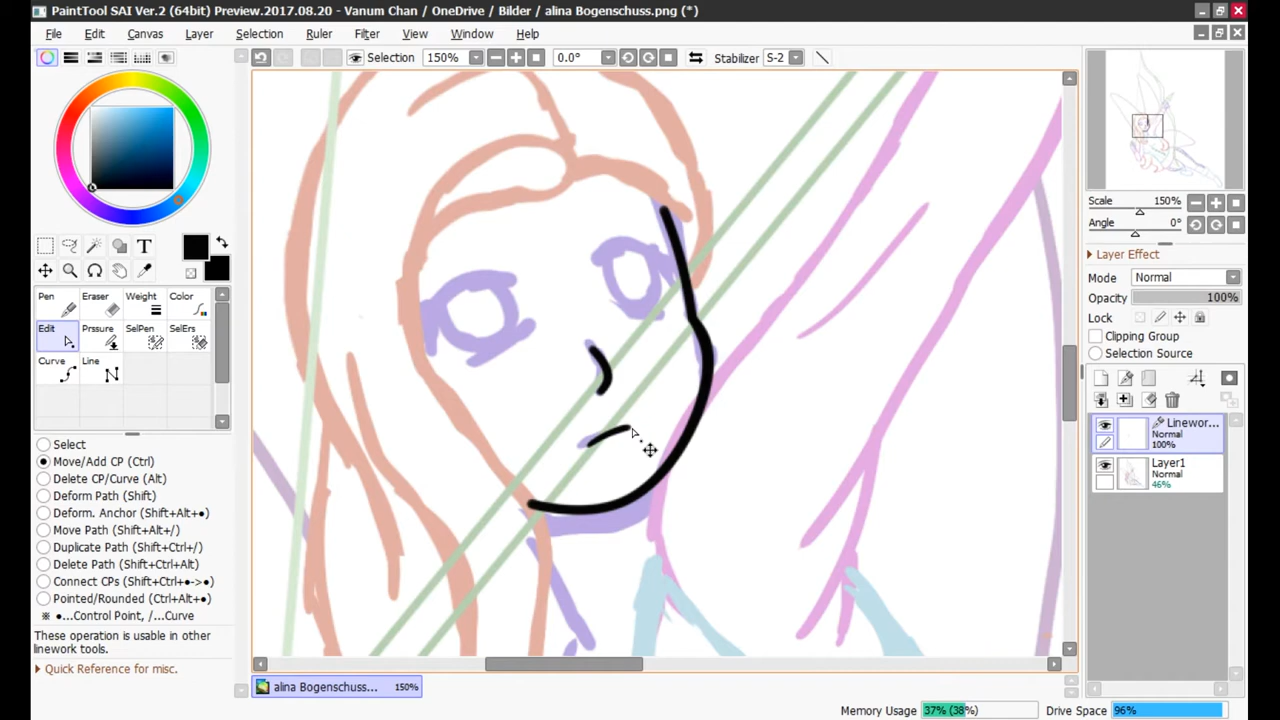 PaintTool SAI Ver.2 (64bit) Preview.2017.08.20 - Vanum Chan / OneDrive / Bilder / alina Bogenschuss.png (*)
File Edit Canvas Layer Selection Ruler Filter View Window Help
Selection 150% 0.0° Stabilizer S-2
Scale 150%
Angle 0°
Layer Effect
Mode Normal
Opacity 100%
Lock
Clipping Group
Selection Source
Linewor...
Normal
100%
Layer1
Normal
46%
T
Pen Eraser Weight Color
Edit Prssure SelPen SelErs
Curve Line
Select
Move/Add CP (Ctrl)
Delete CP/Curve (Alt)
Deform Path (Shift)
Deform. Anchor (Shift+Alt+●)
Move Path (Shift+Alt+/)
Duplicate Path (Shift+Ctrl+/)
Delete Path (Shift+Ctrl+Alt)
Connect CPs (Shift+Ctrl+●->●)
Pointed/Rounded (Ctrl+Alt+●)
※ ●...Control Point, /...Curve
These operation is usable in other
linework tools.
Quick Reference for misc.
alina Bogenschuss... 150%
Memory Usage 37% (38%) Drive Space 96%